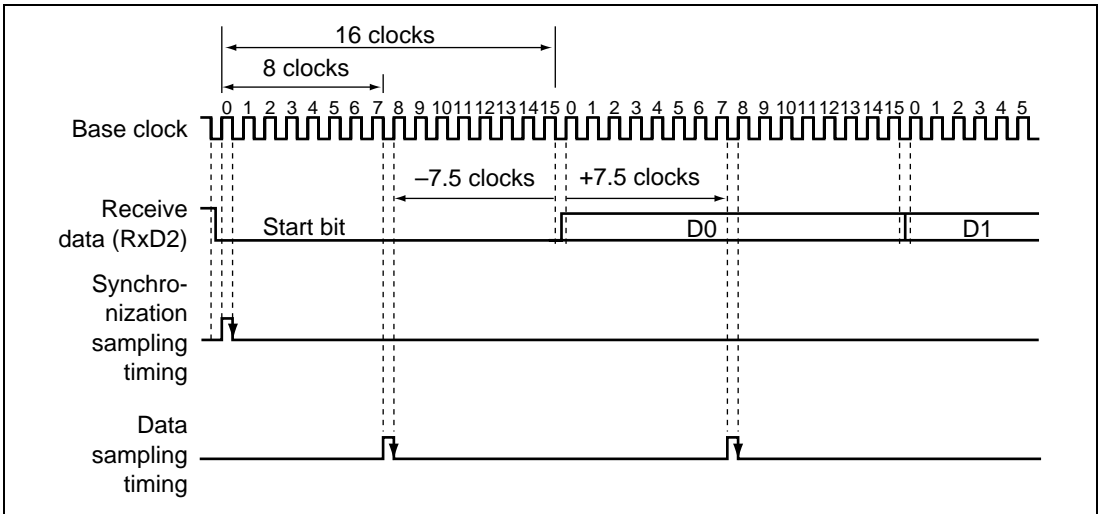 16 clocks
8 clocks
0 1 2 3 4 5 6 7 8 9 10 11 12 13 14 15 0 1 2 3 4 5 6 7 8 9 10 11 12 13 14 15 0 1 2 3 4 5
Base clock
–7.5 clocks +7.5 clocks
Receive
data (RxD2)
Start bit D0 D1
Synchro-
nization
sampling
timing
Data
sampling
timing